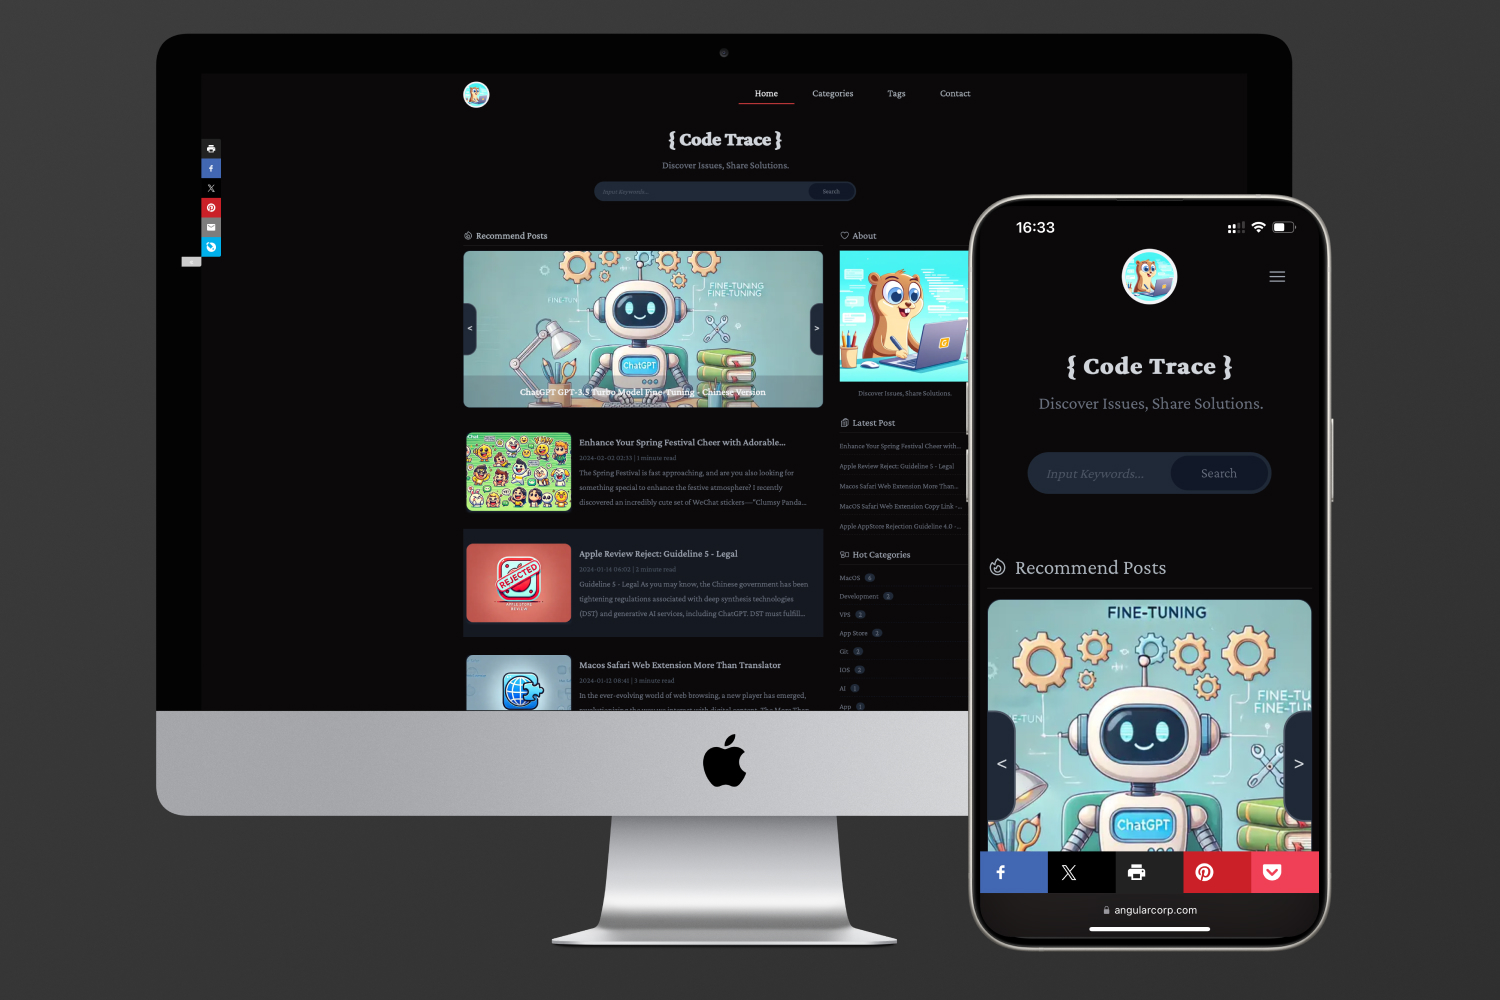 Home
Categories
Tags
Contact
{ Code Trace }
Discover Issues, Share Solutions.
Input Keywords...
Search
Recommend Posts
FINE-TUN
FINE-TUNING
FINE-TUNING
ChatGPT
<
>
ChatGPT GPT-3.5 Turbo Model Fine-Tuning - Chinese Version
Enhance Your Spring Festival Cheer with Adorable...
2024-02-02 02:33 | 1 minute read
The Spring Festival is fast approaching, and are you also looking for
something special to enhance the festive atmosphere? I recently
discovered an incredibly cute set of WeChat stickers—"Clumsy Panda...
REJECTED
APPLE STORE
REVIEW
Apple Review Reject: Guideline 5 - Legal
2024-01-14 06:02 | 2 minute read
Guideline 5 - Legal As you may know, the Chinese government has been
tightening regulations associated with deep synthesis technologies
(DST) and generative AI services, including ChatGPT. DST must fulfill...
Macos Safari Web Extension More Than Translator
2024-01-12 08:41 | 1 minute read
In the ever-evolving world of web browsing, a new player has emerged,
About
Discover Issues, Share Solutions.
Latest Post
Enhance Your Spring Festival Cheer with...
Apple Review Reject: Guideline 5 - Legal
Macos Safari Web Extension More Than...
MacOS Safari Web Extension Copy Link -...
Apple AppStore Rejection Guideline 4.0 -...
Hot Categories
MacOS
Development 2
VPS 2
App Store 2
Git 2
IOS 2
AI 1
App 1
16:33
{ Code Trace }
Discover Issues, Share Solutions.
Input Keywords...
Search
Recommend Posts
FINE-TUNING
FINE-TU
FINE-TUN
E-TUN
<
>
ChatGPT
angularcorp.com